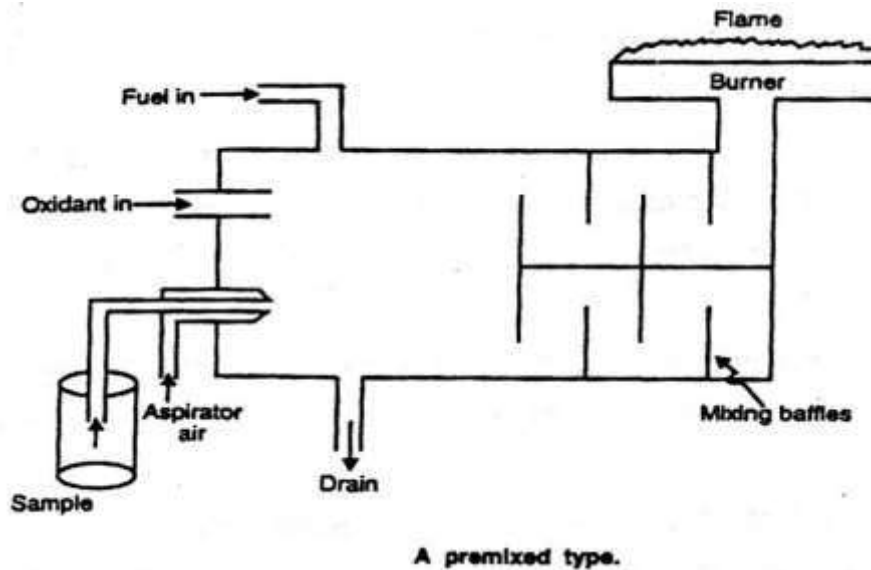 Flame
Burner
Fuel in
Oxidant in
Aspirator
air
Mixing baffles
Sample
Drain
A premixed type.